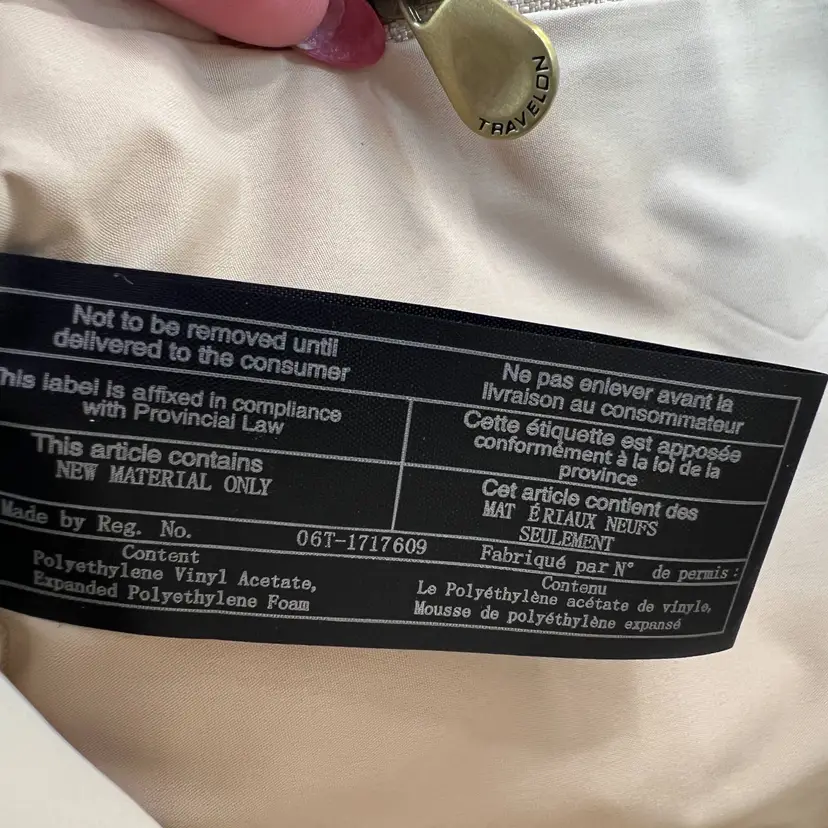 TRAVELON
Not to be removed until
delivered to the consumer
Ne pas enlever avant la
livraison au consommateur
This label is affixed in compliance
with Provincial Law
Cette étiquette est apposée
conformément à la loi de la
province
This article contains
NEW MATERIAL ONLY
Cet article contient des
MAT ÉRIAUX NEUFS
SEULEMENT
Made by Reg. No. 06T-1717609 Fabriqué par N° de permis:
Content
Polyethylene Vinyl Acetate,
Expanded Polyethylene Foam
Contenu
Le Polyéthylène acétate de vinyle,
Mousse de polyéthylène expansé